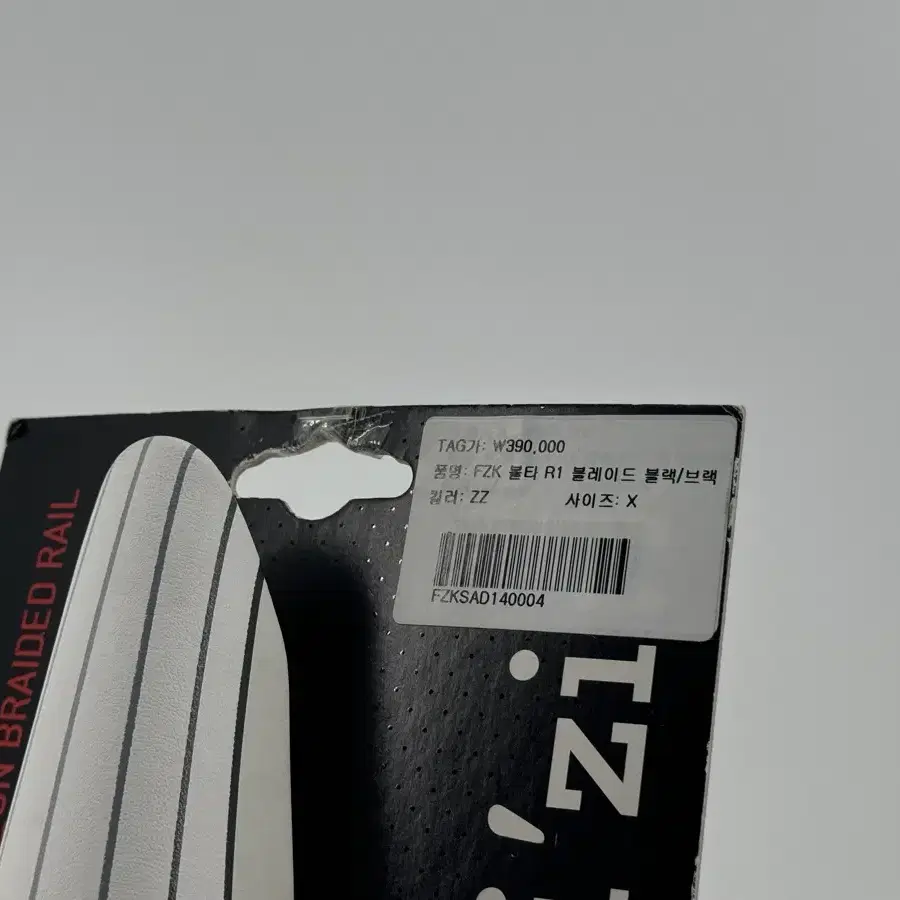 TAG가: ₩390,000
품명: FZK 불타 R1 블레이드 블랙/브랙
컬러: ZZ 사이즈: X
FZKSAD140004
BRAIDED RAIL